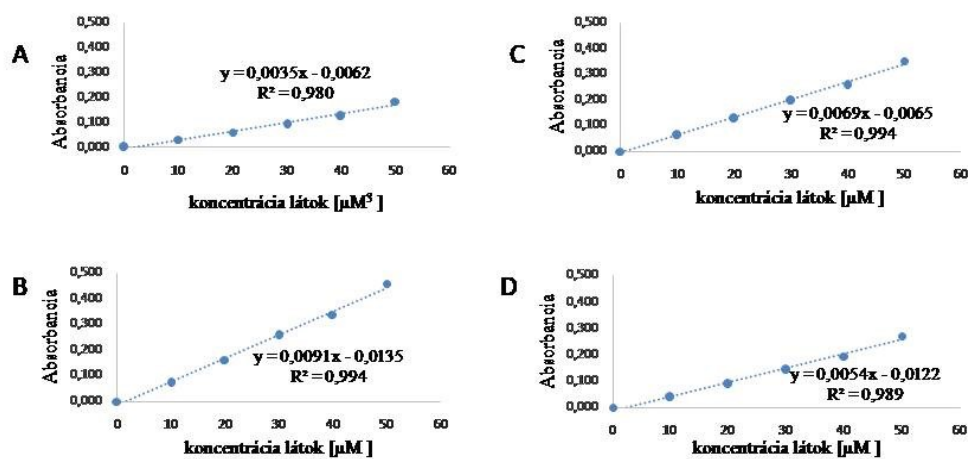 A
Absorbancia
0,500
0,400
0,300
0,200
0,100
0,000
y = 0,0035x - 0,0062
R² = 0,980
0 10 20 30 40 50 60
koncentrácia látok [µM³ ]
C
Absorbancia
0,500
0,400
0,300
0,200
0,100
0,000
y = 0,0069x - 0,0065
R² = 0,994
0 10 20 30 40 50 60
koncentrácia látok [µM ]
B
Absorbancia
0,500
0,400
0,300
0,200
0,100
0,000
y = 0,0091x - 0,0135
R² = 0,994
0 10 20 30 40 50 60
koncentrácia látok [µM ]
D
Absorbancia
0,500
0,400
0,300
0,200
0,100
0,000
y = 0,0054x - 0,0122
R² = 0,989
0 10 20 30 40 50 60
koncentrácia látok [µM ]